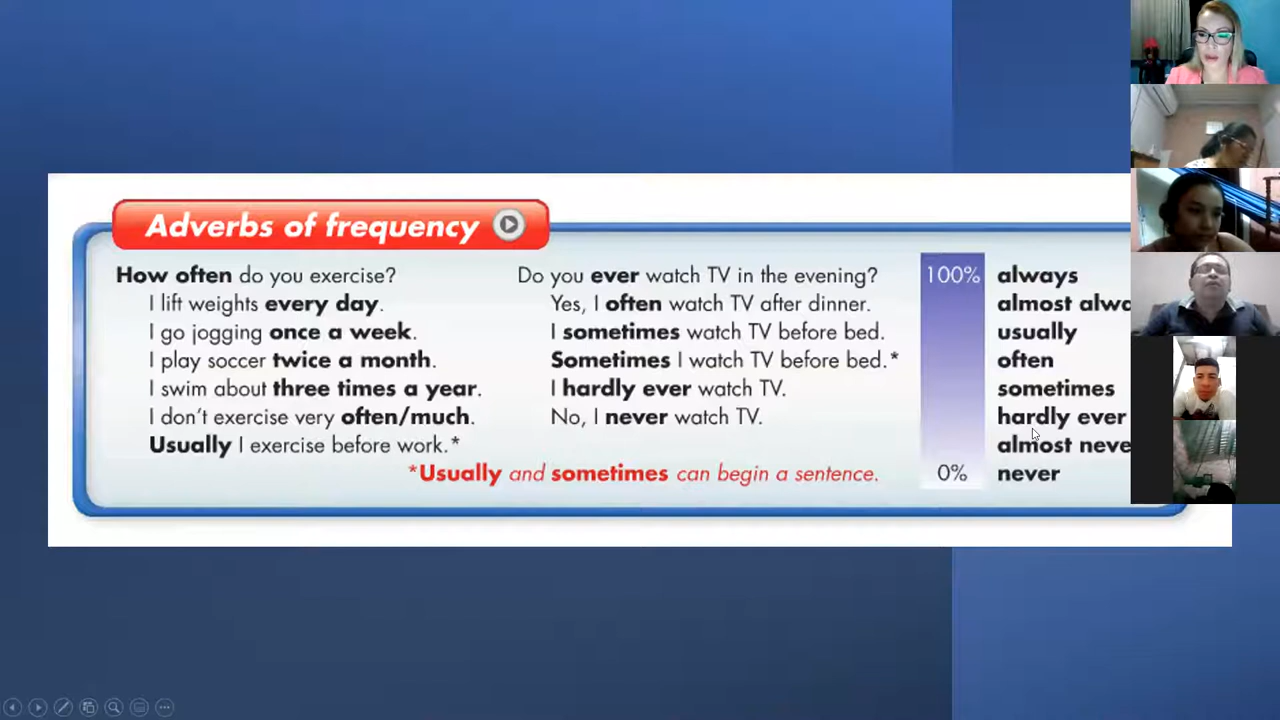 Adverbs of frequency
How often do you exercise?
I lift weights every day.
I go jogging once a week.
I play soccer twice a month.
I swim about three times a year.
I don't exercise very often/much.
Usually I exercise before work.*
Do you ever watch TV in the evening?
Yes, I often watch TV after dinner.
I sometimes watch TV before bed.
Sometimes I watch TV before bed.*
I hardly ever watch TV.
No, I never watch TV.
*Usually and sometimes can begin a sentence.
100% always
almost alwa
usually
often
sometimes
hardly ever
almost neve
0% never